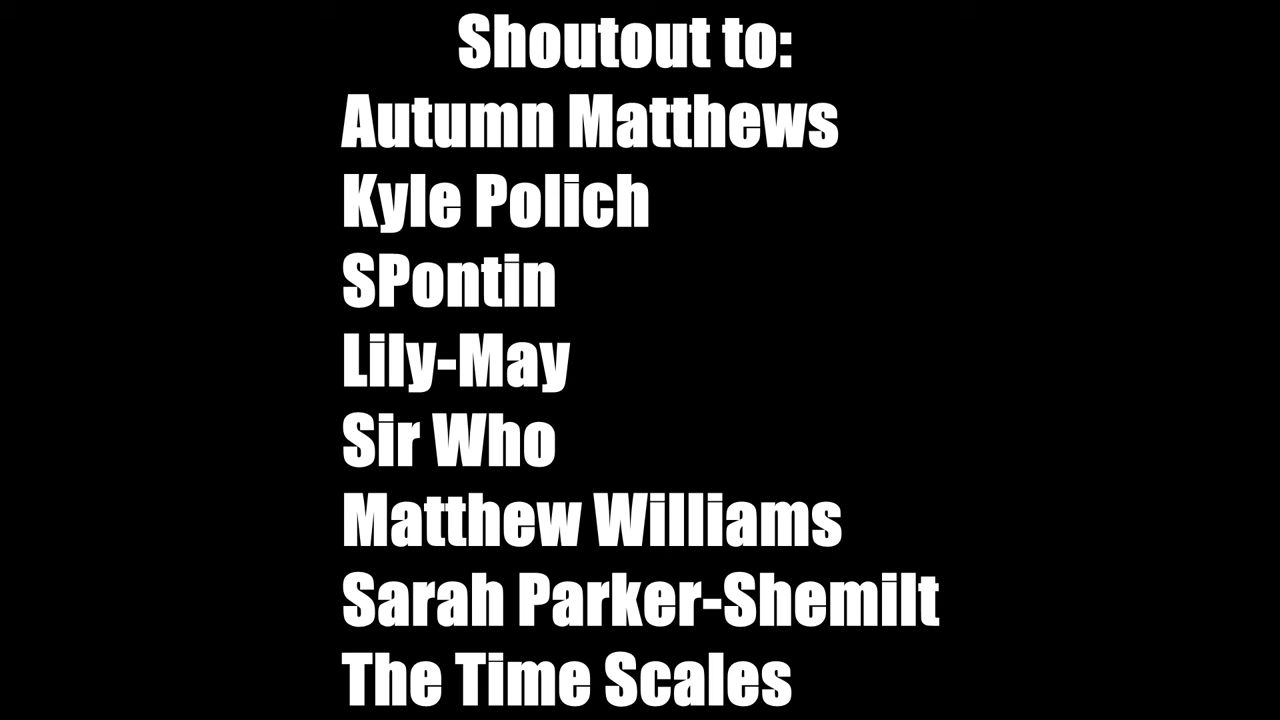 Shoutout to:
Autumn Matthews
Kyle Polich
SPontin
Lily-May
Sir Who
Matthew Williams
Sarah Parker-Shemilt
The Time Scales